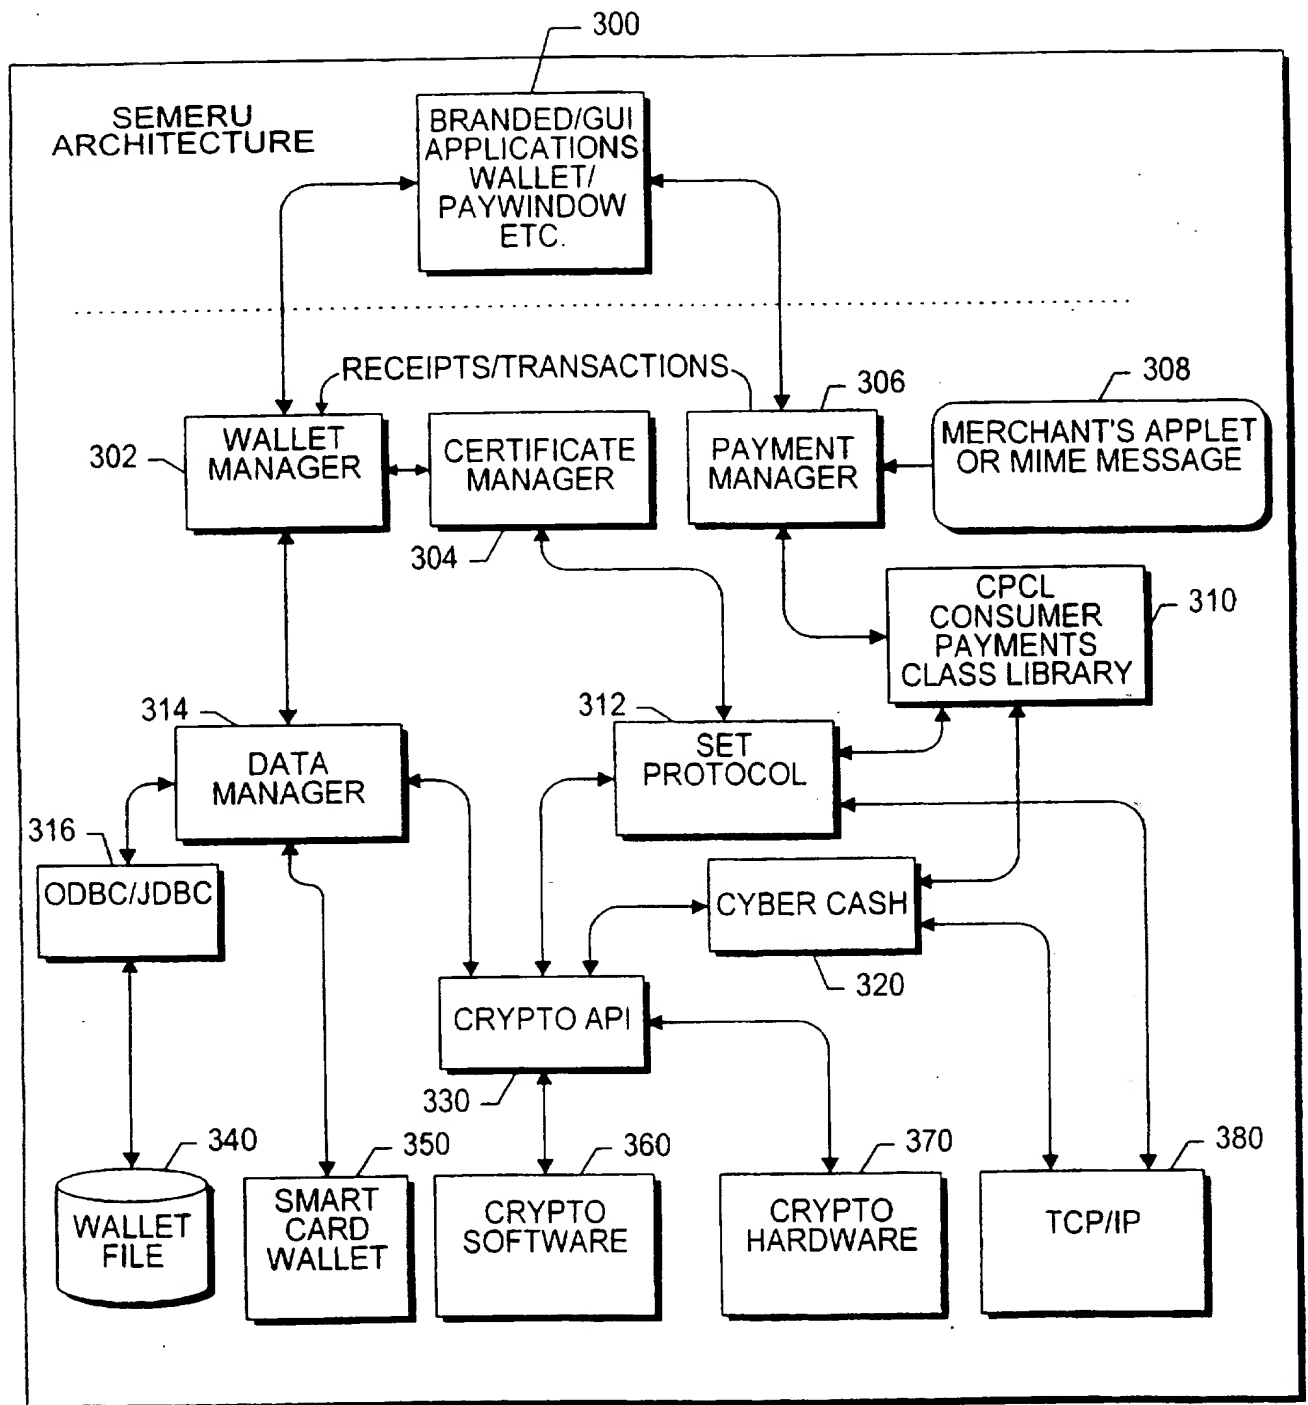 300
SEMERU
ARCHITECTURE
BRANDED/GUI
APPLICATIONS
WALLET/
PAYWINDOW
ETC.
RECEIPTS/TRANSACTIONS
306
308
302
WALLET
MANAGER
CERTIFICATE
MANAGER
PAYMENT
MANAGER
MERCHANT'S APPLET
OR MIME MESSAGE
304
CPCL
CONSUMER
PAYMENTS
CLASS LIBRARY
310
314
312
DATA
MANAGER
SET
PROTOCOL
316
ODBC/JDBC
CYBER CASH
320
CRYPTO API
330
340
350
360
370
380
WALLET
FILE
SMART
CARD
WALLET
CRYPTO
SOFTWARE
CRYPTO
HARDWARE
TCP/IP